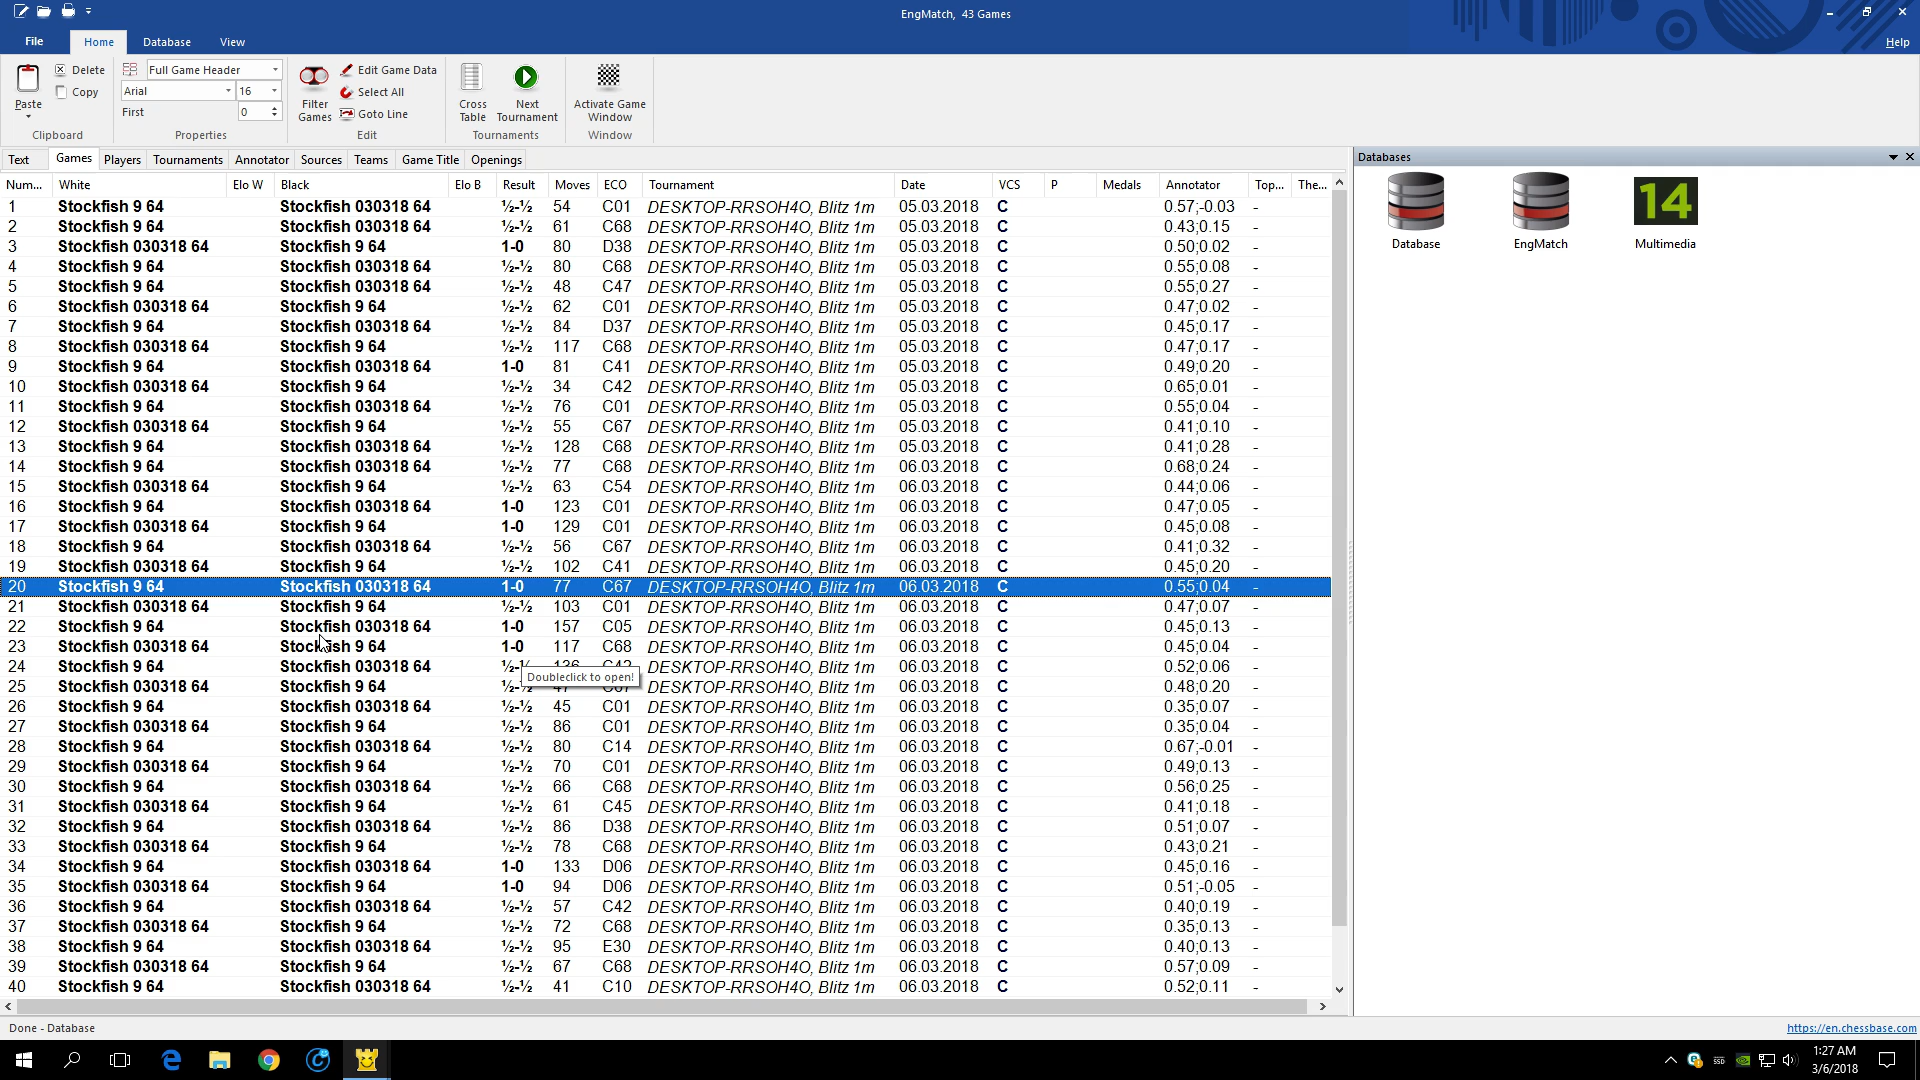 EngMatch, 43 Games
File Home Database View Help
Paste Delete Copy Clipboard
Full Game Header
Arial 16
First 0
Properties
Filter Games Edit Game Data Select All Goto Line Edit
Cross Table Next Tournament Tournaments
Activate Game Window Window
Text Games Players Tournaments Annotator Sources Teams Game Title Openings
Num... White Elo W Black Elo B Result Moves ECO Tournament Date VCS P Medals Annotator Top... The...
1 Stockfish 9 64 Stockfish 030318 64 ½-½ 54 C01 DESKTOP-RRSOH4O, Blitz 1m 05.03.2018 C 0.57;-0.03 -
2 Stockfish 9 64 Stockfish 030318 64 ½-½ 61 C68 DESKTOP-RRSOH4O, Blitz 1m 05.03.2018 C 0.43;0.15 -
3 Stockfish 030318 64 Stockfish 9 64 1-0 80 D38 DESKTOP-RRSOH4O, Blitz 1m 05.03.2018 C 0.50;0.02 -
4 Stockfish 9 64 Stockfish 030318 64 ½-½ 80 C68 DESKTOP-RRSOH4O, Blitz 1m 05.03.2018 C 0.55;0.08 -
5 Stockfish 9 64 Stockfish 030318 64 ½-½ 48 C47 DESKTOP-RRSOH4O, Blitz 1m 05.03.2018 C 0.55;0.27 -
6 Stockfish 030318 64 Stockfish 9 64 ½-½ 62 C01 DESKTOP-RRSOH4O, Blitz 1m 05.03.2018 C 0.47;0.02 -
7 Stockfish 9 64 Stockfish 030318 64 ½-½ 84 D37 DESKTOP-RRSOH4O, Blitz 1m 05.03.2018 C 0.45;0.17 -
8 Stockfish 030318 64 Stockfish 9 64 ½-½ 117 C68 DESKTOP-RRSOH4O, Blitz 1m 05.03.2018 C 0.47;0.17 -
9 Stockfish 9 64 Stockfish 030318 64 1-0 81 C41 DESKTOP-RRSOH4O, Blitz 1m 05.03.2018 C 0.49;0.20 -
10 Stockfish 030318 64 Stockfish 9 64 ½-½ 34 C42 DESKTOP-RRSOH4O, Blitz 1m 05.03.2018 C 0.65;0.01 -
11 Stockfish 9 64 Stockfish 030318 64 ½-½ 76 C01 DESKTOP-RRSOH4O, Blitz 1m 05.03.2018 C 0.55;0.04 -
12 Stockfish 030318 64 Stockfish 9 64 ½-½ 55 C67 DESKTOP-RRSOH4O, Blitz 1m 05.03.2018 C 0.41;0.10 -
13 Stockfish 9 64 Stockfish 030318 64 ½-½ 128 C68 DESKTOP-RRSOH4O, Blitz 1m 05.03.2018 C 0.41;0.28 -
14 Stockfish 9 64 Stockfish 030318 64 ½-½ 77 C68 DESKTOP-RRSOH4O, Blitz 1m 06.03.2018 C 0.68;0.24 -
15 Stockfish 030318 64 Stockfish 9 64 ½-½ 63 C54 DESKTOP-RRSOH4O, Blitz 1m 06.03.2018 C 0.44;0.06 -
16 Stockfish 9 64 Stockfish 030318 64 1-0 123 C01 DESKTOP-RRSOH4O, Blitz 1m 06.03.2018 C 0.47;0.05 -
17 Stockfish 030318 64 Stockfish 9 64 1-0 129 C01 DESKTOP-RRSOH4O, Blitz 1m 06.03.2018 C 0.45;0.08 -
18 Stockfish 9 64 Stockfish 030318 64 ½-½ 56 C67 DESKTOP-RRSOH4O, Blitz 1m 06.03.2018 C 0.41;0.32 -
19 Stockfish 030318 64 Stockfish 9 64 ½-½ 102 C41 DESKTOP-RRSOH4O, Blitz 1m 06.03.2018 C 0.45;0.20 -
20 Stockfish 9 64 Stockfish 030318 64 1-0 77 C67 DESKTOP-RRSOH4O, Blitz 1m 06.03.2018 C 0.55;0.04 -
21 Stockfish 030318 64 Stockfish 9 64 ½-½ 103 C01 DESKTOP-RRSOH4O, Blitz 1m 06.03.2018 C 0.47;0.07 -
22 Stockfish 9 64 Stockfish 030318 64 1-0 157 C05 DESKTOP-RRSOH4O, Blitz 1m 06.03.2018 C 0.45;0.13 -
23 Stockfish 030318 64 Stockfish 9 64 1-0 117 C68 DESKTOP-RRSOH4O, Blitz 1m 06.03.2018 C 0.45;0.04 -
24 Stockfish 9 64 Stockfish 030318 64 DESKTOP-RRSOH4O, Blitz 1m 06.03.2018 C 0.52;0.06 -
Doubleclick to open!
25 Stockfish 030318 64 Stockfish 9 64 DESKTOP-RRSOH4O, Blitz 1m 06.03.2018 C 0.48;0.20 -
26 Stockfish 9 64 Stockfish 030318 64 ½-½ 45 C01 DESKTOP-RRSOH4O, Blitz 1m 06.03.2018 C 0.35;0.07 -
27 Stockfish 030318 64 Stockfish 9 64 ½-½ 86 C01 DESKTOP-RRSOH4O, Blitz 1m 06.03.2018 C 0.35;0.04 -
28 Stockfish 9 64 Stockfish 030318 64 ½-½ 80 C14 DESKTOP-RRSOH4O, Blitz 1m 06.03.2018 C 0.67;-0.01 -
29 Stockfish 030318 64 Stockfish 9 64 ½-½ 70 C01 DESKTOP-RRSOH4O, Blitz 1m 06.03.2018 C 0.49;0.13 -
30 Stockfish 9 64 Stockfish 030318 64 ½-½ 66 C68 DESKTOP-RRSOH4O, Blitz 1m 06.03.2018 C 0.56;0.25 -
31 Stockfish 030318 64 Stockfish 9 64 ½-½ 61 C45 DESKTOP-RRSOH4O, Blitz 1m 06.03.2018 C 0.41;0.18 -
32 Stockfish 9 64 Stockfish 030318 64 ½-½ 86 D38 DESKTOP-RRSOH4O, Blitz 1m 06.03.2018 C 0.51;0.07 -
33 Stockfish 030318 64 Stockfish 9 64 ½-½ 78 C68 DESKTOP-RRSOH4O, Blitz 1m 06.03.2018 C 0.43;0.21 -
34 Stockfish 9 64 Stockfish 030318 64 1-0 133 D06 DESKTOP-RRSOH4O, Blitz 1m 06.03.2018 C 0.45;0.16 -
35 Stockfish 030318 64 Stockfish 9 64 1-0 94 D06 DESKTOP-RRSOH4O, Blitz 1m 06.03.2018 C 0.51;-0.05 -
36 Stockfish 9 64 Stockfish 030318 64 ½-½ 57 C42 DESKTOP-RRSOH4O, Blitz 1m 06.03.2018 C 0.40;0.19 -
37 Stockfish 030318 64 Stockfish 9 64 ½-½ 72 C68 DESKTOP-RRSOH4O, Blitz 1m 06.03.2018 C 0.35;0.13 -
38 Stockfish 9 64 Stockfish 030318 64 ½-½ 95 E30 DESKTOP-RRSOH4O, Blitz 1m 06.03.2018 C 0.40;0.13 -
39 Stockfish 030318 64 Stockfish 9 64 ½-½ 67 C68 DESKTOP-RRSOH4O, Blitz 1m 06.03.2018 C 0.57;0.09 -
40 Stockfish 9 64 Stockfish 030318 64 ½-½ 41 C10 DESKTOP-RRSOH4O, Blitz 1m 06.03.2018 C 0.52;0.11 -
Databases
14
Database EngMatch Multimedia
Done - Database
https://en.chessbase.com
SSD
1:27 AM
3/6/2018